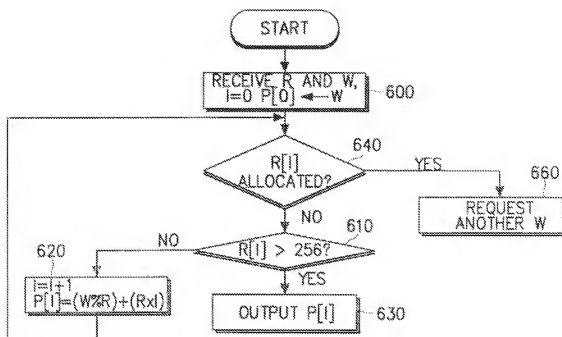 START
RECEIVE R AND W,
I=0 P[0] ← W
600
640
R[I]
ALLOCATED?
YES
660
REQUEST
ANOTHER W
NO
610
R[I] > 256?
NO
620
I=I+1
P[I]=(W%R)+(RxI)
YES
OUTPUT P[I]
630